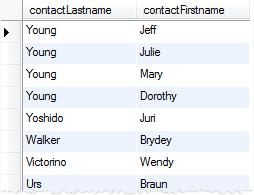 contactLastname contactFirstname
Young Jeff
Young Julie
Young Mary
Young Dorothy
Yoshido Juri
Walker Brydey
Victorino Wendy
Urs Braun